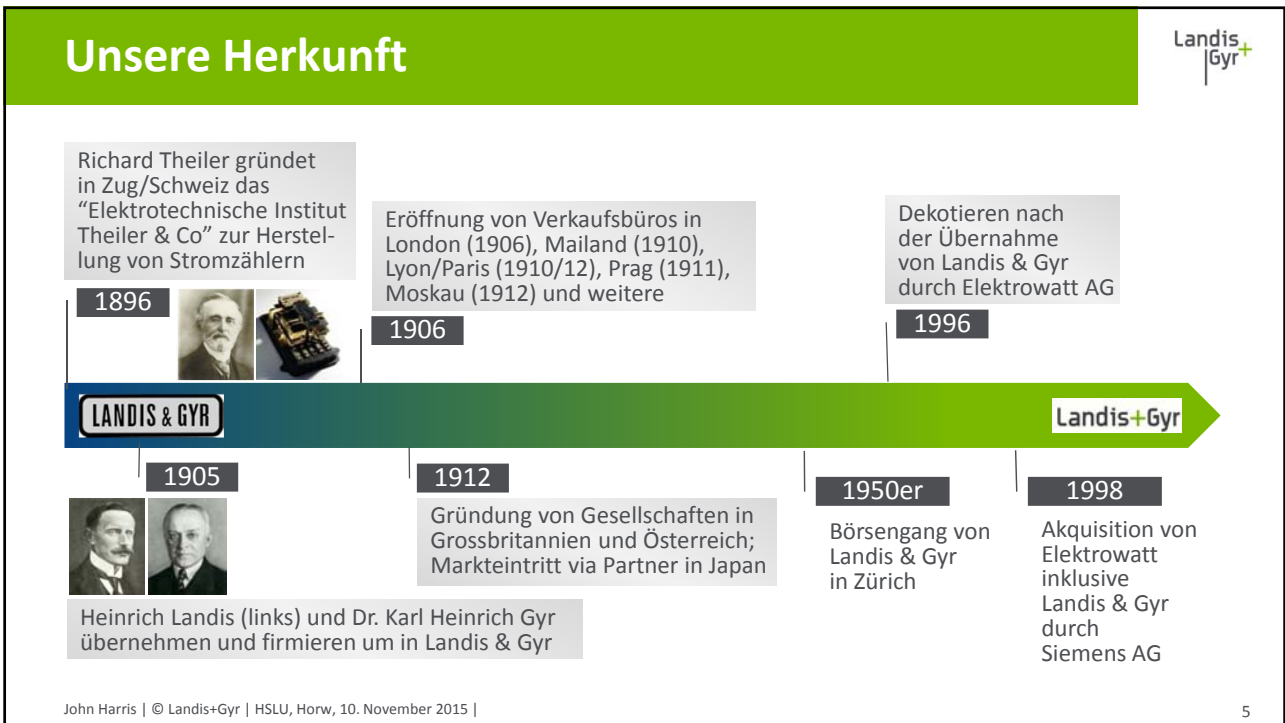 Unsere Herkunft
Landis+
Gyr
Richard Theiler gründet
in Zug/Schweiz das
“Elektrotechnische Institut
Theiler & Co” zur Herstel-
lung von Stromzählern
1896
Eröffnung von Verkaufsbüros in
London (1906), Mailand (1910),
Lyon/Paris (1910/12), Prag (1911),
Moskau (1912) und weitere
1906
Dekotieren nach
der Übernahme
von Landis & Gyr
durch Elektrowatt AG
1996
LANDIS & GYR
Landis+Gyr
1905
Heinrich Landis (links) und Dr. Karl Heinrich Gyr
übernehmen und firmieren um in Landis & Gyr
1912
Gründung von Gesellschaften in
Grossbritannien und Österreich;
Markteintritt via Partner in Japan
1950er
Börsengang von
Landis & Gyr
in Zürich
1998
Akquisition von
Elektrowatt
inklusive
Landis & Gyr
durch
Siemens AG
John Harris | © Landis+Gyr | HSLU, Horw, 10. November 2015 |
5